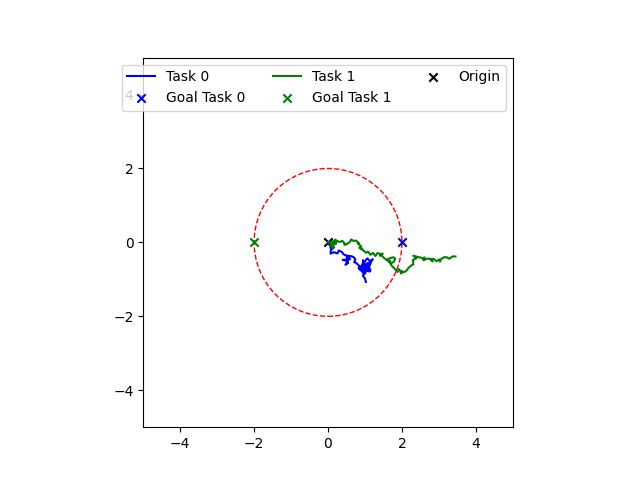 Task 0 Task 1 Origin
Goal Task 0 Goal Task 1
4
2
0
−2
−4
−4 −2 0 2 4